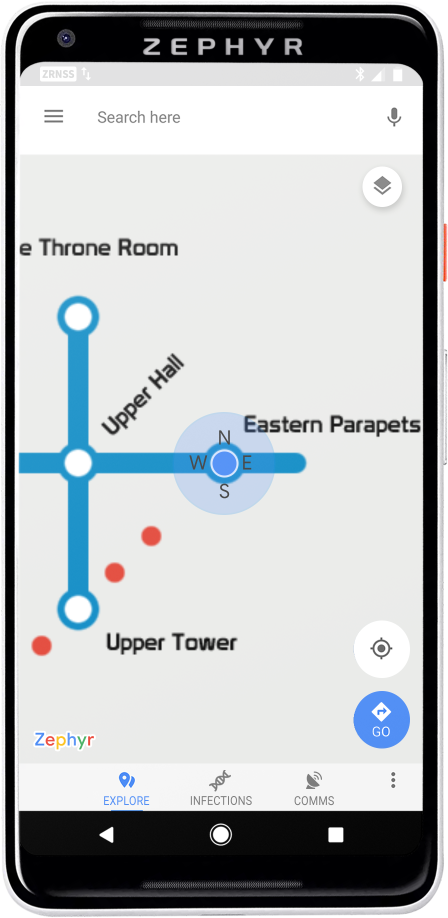 ZEPHYR
ZRNSS
Search here
e Throne Room
Upper Hall
Eastern Parapets
N
W E
S
Upper Tower
GO
Zephyr
EXPLORE INFECTIONS COMMS